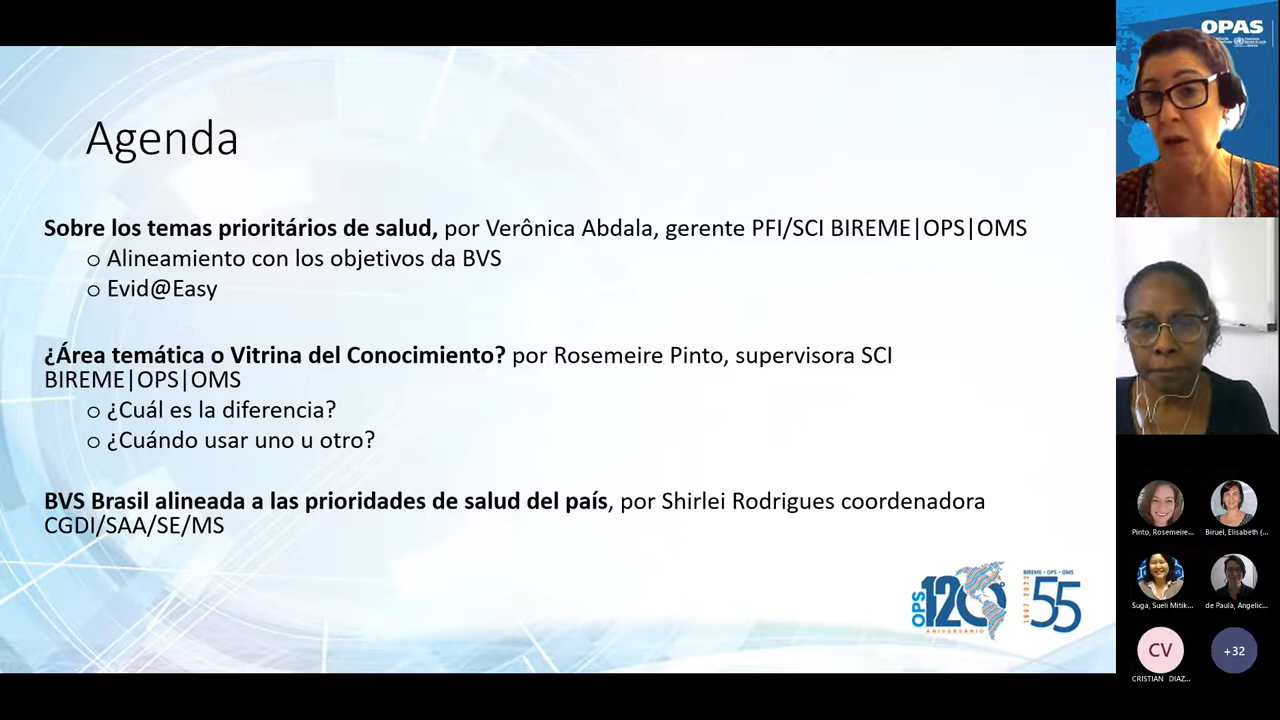 Agenda
Sobre los temas prioritários de salud, por Verônica Abdala, gerente PFI/SCI BIREME|OPS|OMS
o Alineamiento con los objetivos da BVS
o Evid@Easy
¿Área temática o Vitrina del Conocimiento? por Rosemeire Pinto, supervisora SCI
BIREME|OPS|OMS
o ¿Cuál es la diferencia?
o ¿Cuándo usar uno u otro?
BVS Brasil alineada a las prioridades de salud del país, por Shirlei Rodrigues coordenadora
CGDI/SAA/SE/MS
OPS 120
ANIVERSARIO
BIREME • OPS • OMS
1967 - 2022
55
OPAS
Pinto, Rosemeire...
Biruel, Elisabeth (...
Suga, Sueli Mitik...
de Paula, Angelic...
CV
+32
CRISTIAN DIAZ...